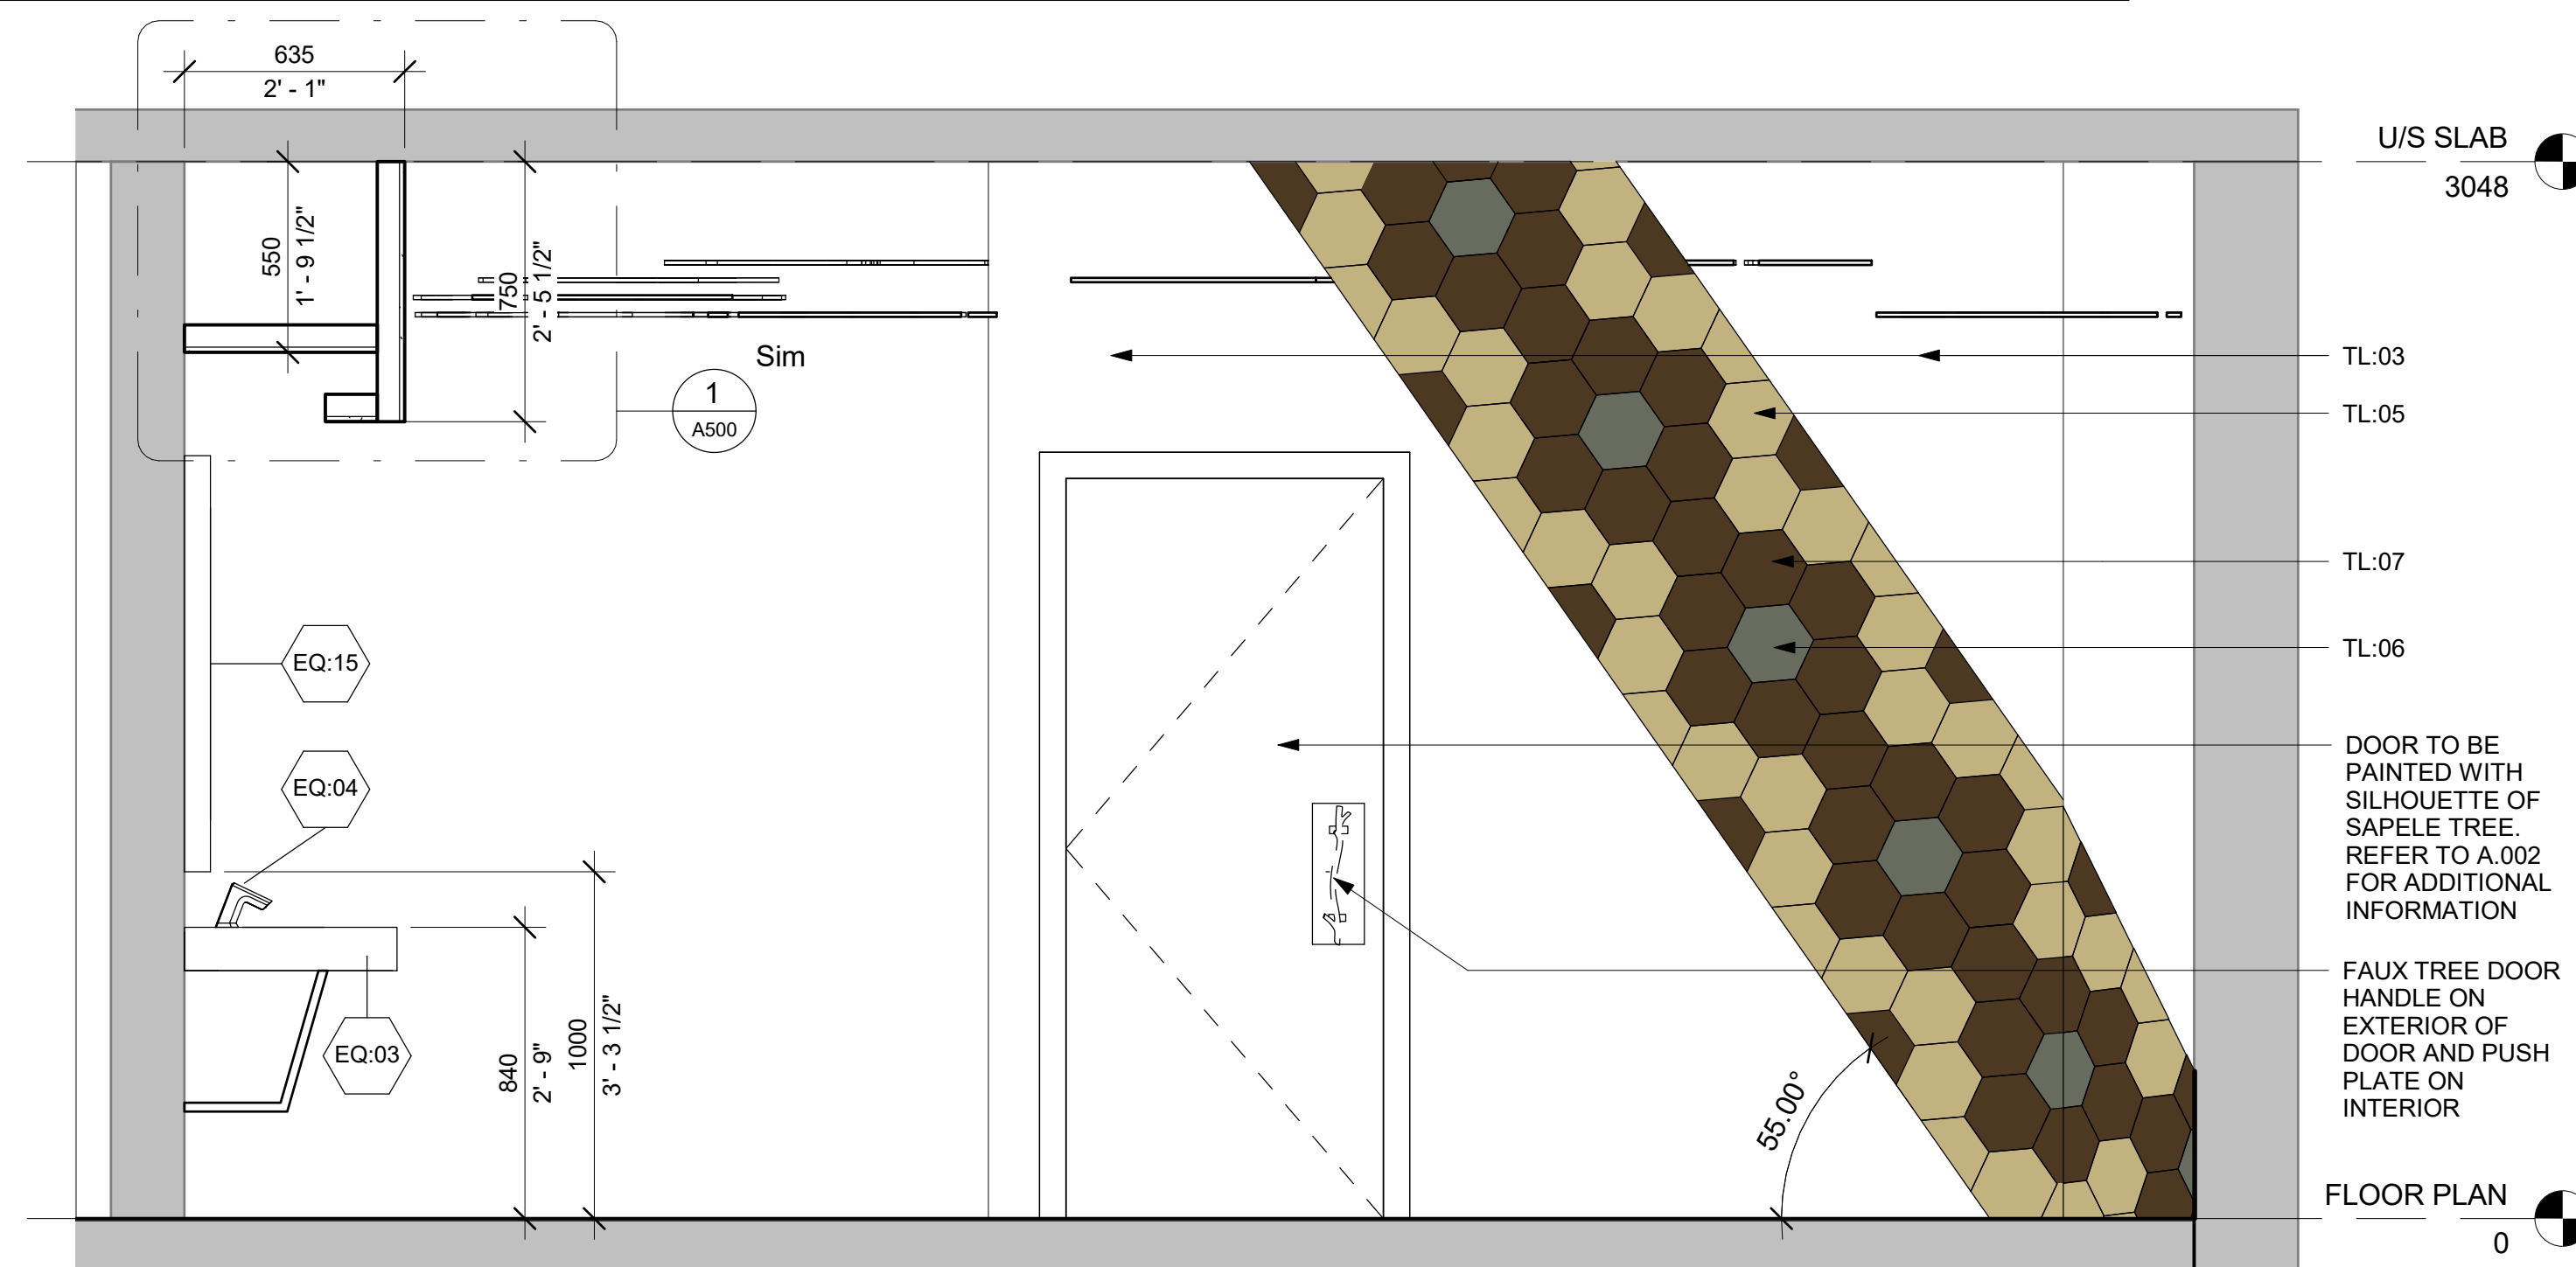 635
2' - 1"
U/S SLAB
3048
550
1' - 9 1/2"
750
2' - 5 1/2"
Sim
1
A500
TL:03
TL:05
TL:07
TL:06
EQ:15
EQ:04
EQ:03
840
2' - 9"
1000
3' - 3 1/2"
55.00°
DOOR TO BE
PAINTED WITH
SILHOUETTE OF
SAPELE TREE.
REFER TO A.002
FOR ADDITIONAL
INFORMATION
FAUX TREE DOOR
HANDLE ON
EXTERIOR OF
DOOR AND PUSH
PLATE ON
INTERIOR
FLOOR PLAN
0